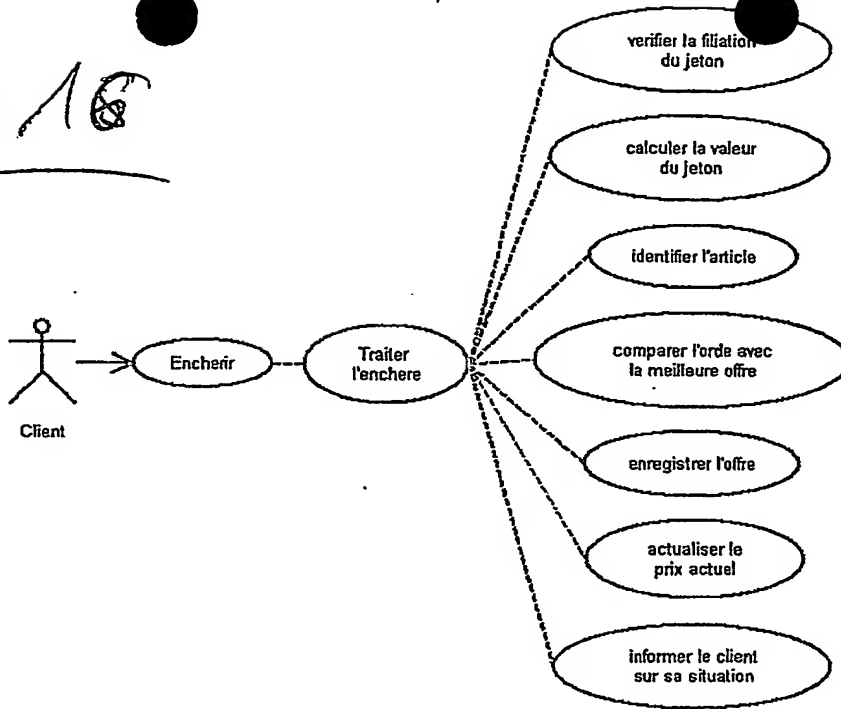 16
verifier la filiation
du jeton
calculer la valeur
du jeton
identifier l'article
Client
Encherir
Traiter
l'enchere
comparer l'orde avec
la meilleure offre
enregistrer l'offre
actualiser le
prix actuel
informer le client
sur sa situation